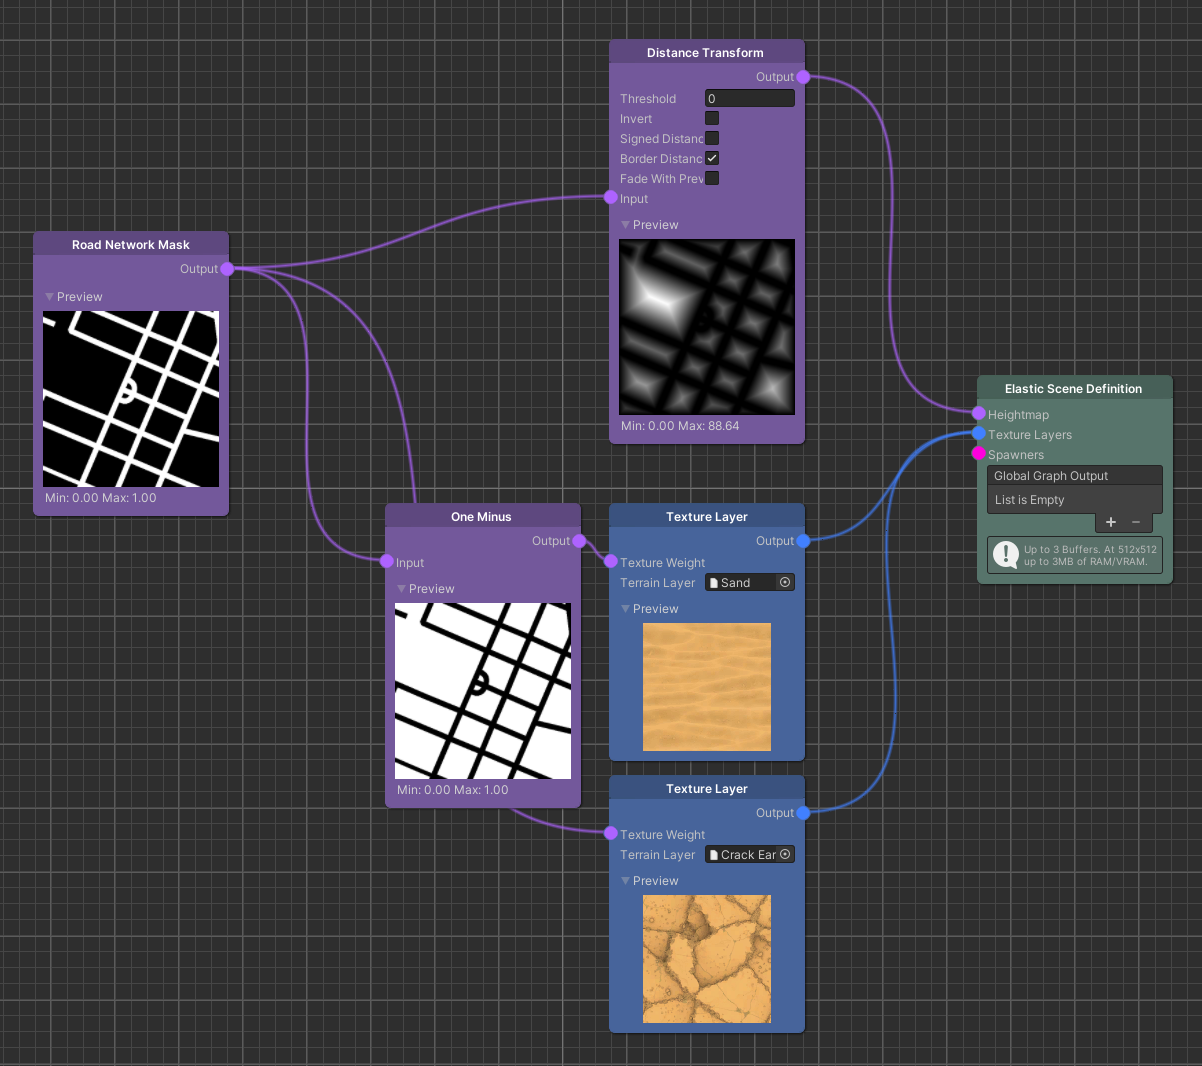 Distance Transform
Output
Threshold
0
Invert
Signed Distanc
Border Distanc
Fade With Prev
Input
Preview
Min: 0.00 Max: 88.64
Road Network Mask
Output
Preview
Min: 0.00 Max: 1.00
Elastic Scene Definition
Heightmap
Texture Layers
Spawners
Global Graph Output
List is Empty
Up to 3 Buffers. At 512x512
up to 3MB of RAM/VRAM.
One Minus
Output
Input
Preview
Min: 0.00 Max: 1.00
Texture Layer
Output
Texture Weight
Terrain Layer
Sand
Preview
Texture Layer
Output
Texture Weight
Terrain Layer
Crack Ear
Preview